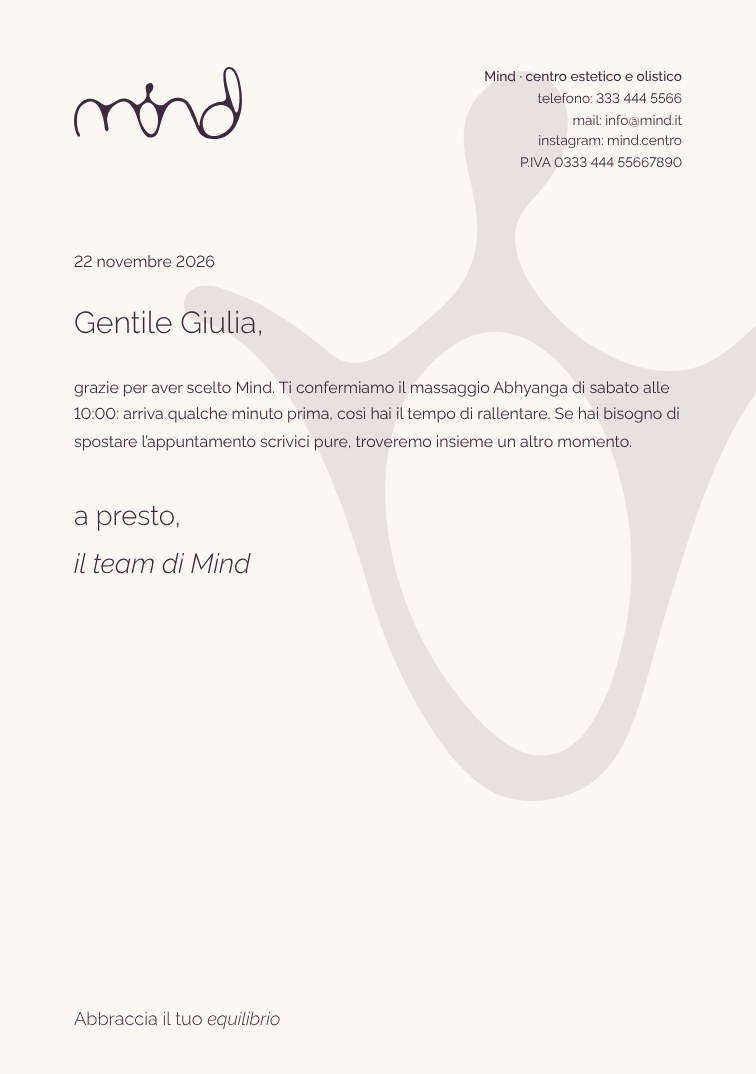 mind
Mind · centro estetico e olistico
telefono: 333 444 5566
mail: info@mind.it
instagram: mind.centro
P.IVA 0333 444 55667890
22 novembre 2026
Gentile Giulia,
grazie per aver scelto Mind. Ti confermiamo il massaggio Abhyanga di sabato alle
10:00: arriva qualche minuto prima, così hai il tempo di rallentare. Se hai bisogno di
spostare l’appuntamento scrivici pure, troveremo insieme un altro momento.
a presto,
il team di Mind
Abbraccia il tuo equilibrio